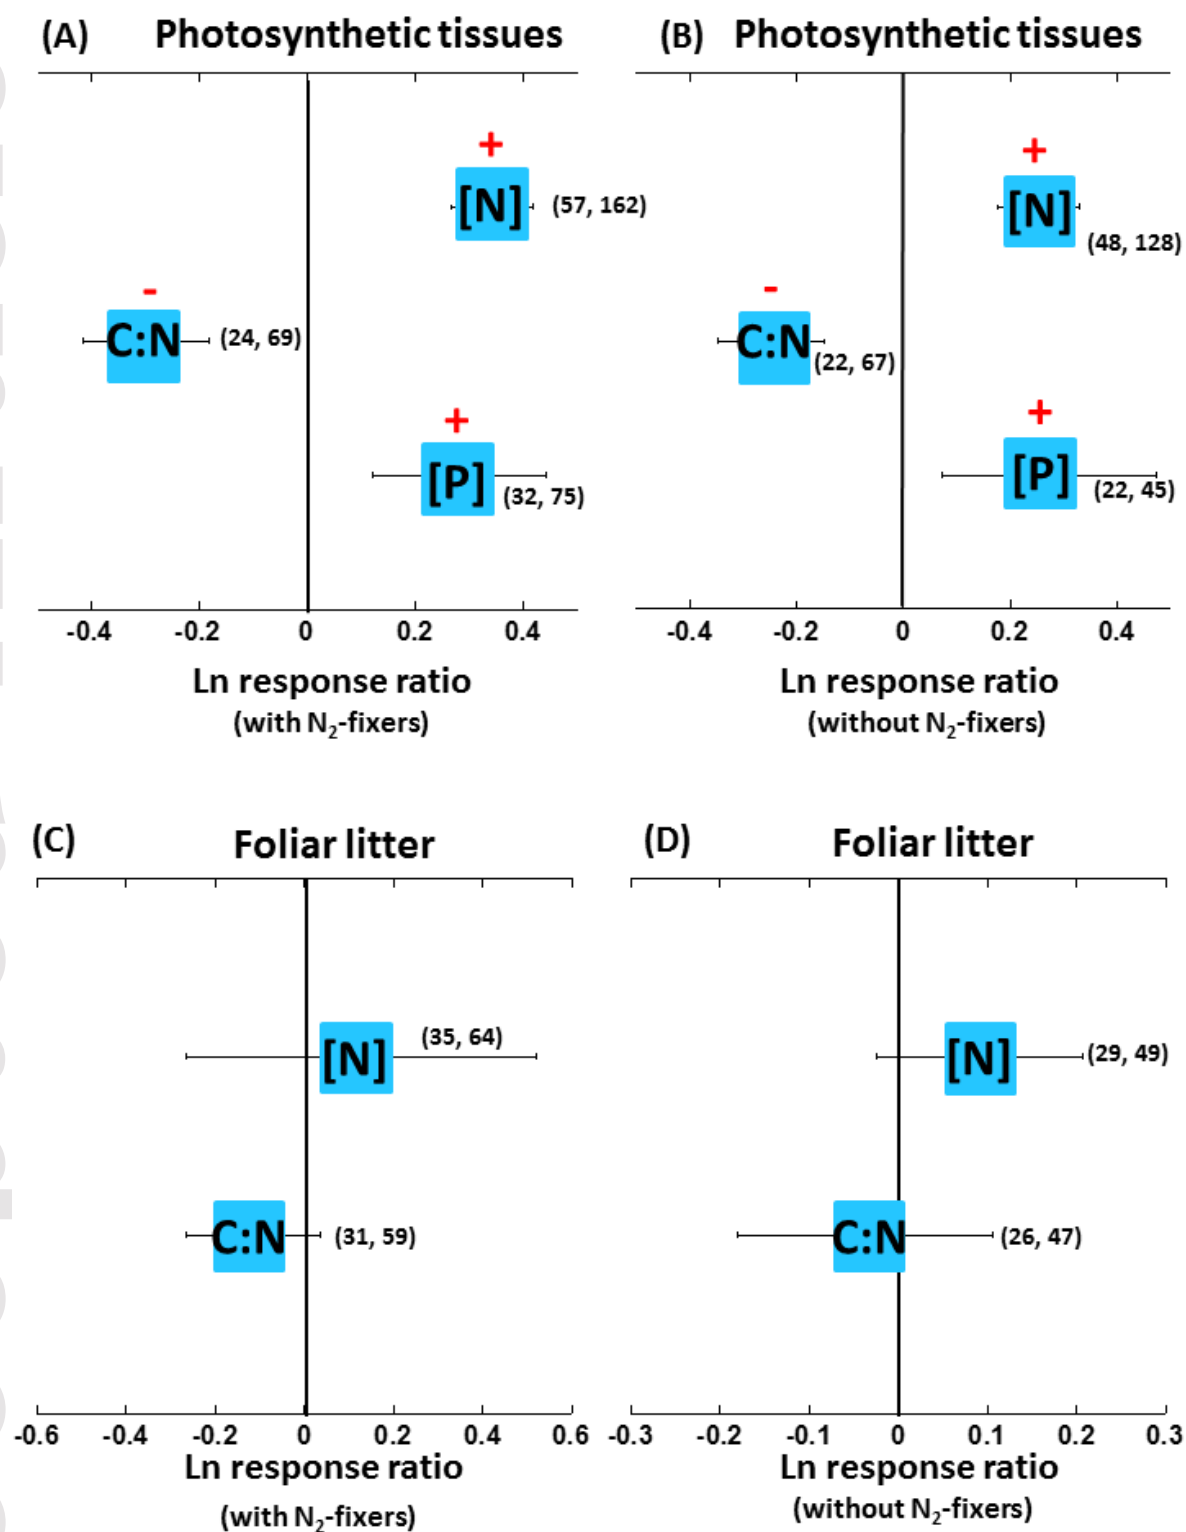 (A) Photosynthetic tissues
+
[N] (57, 162)
-
C:N (24, 69)
+
[P] (32, 75)
-0.4 -0.2 0 0.2 0.4
Ln response ratio
(with N₂-fixers)
(B) Photosynthetic tissues
+
[N] (48, 128)
-
C:N (22, 67)
+
[P] (22, 45)
-0.4 -0.2 0 0.2 0.4
Ln response ratio
(without N₂-fixers)
(C) Foliar litter
[N] (35, 64)
C:N (31, 59)
-0.6 -0.4 -0.2 0 0.2 0.4 0.6
Ln response ratio
(with N₂-fixers)
(D) Foliar litter
[N] (29, 49)
C:N (26, 47)
-0.3 -0.2 -0.1 0 0.1 0.2 0.3
Ln response ratio
(without N₂-fixers)